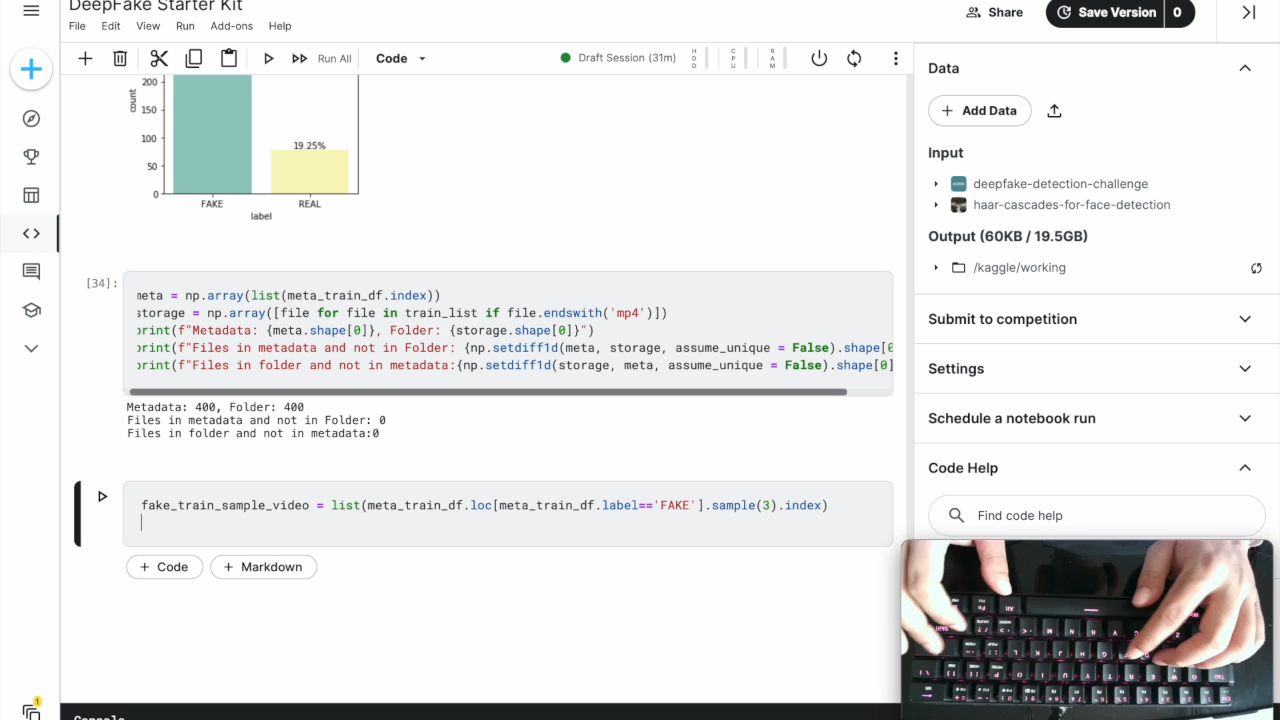 DeepFake Starter Kit
File Edit View Run Add-ons Help
Share
Save Version 0
Run All
Code
Draft Session (31m)
HDD
CPU
RAM
Data
Add Data
Input
deepfake-detection-challenge
haar-cascades-for-face-detection
Output (60KB / 19.5GB)
/kaggle/working
Submit to competition
Settings
Schedule a notebook run
Code Help
Find code help
200
150
100
50
0
count
19.25%
FAKE REAL
label
[34]:
meta = np.array(list(meta_train_df.index))
storage = np.array([file for file in train_list if file.endswith('mp4')])
print(f"Metadata: {meta.shape[0]}, Folder: {storage.shape[0]}")
print(f"Files in metadata and not in Folder: {np.setdiff1d(meta, storage, assume_unique = False).shape[0
print(f"Files in folder and not in metadata:{np.setdiff1d(storage, meta, assume_unique = False).shape[0]
Metadata: 400, Folder: 400
Files in metadata and not in Folder: 0
Files in folder and not in metadata:0
fake_train_sample_video = list(meta_train_df.loc[meta_train_df.label=='FAKE'].sample(3).index)
+ Code + Markdown
1
Console